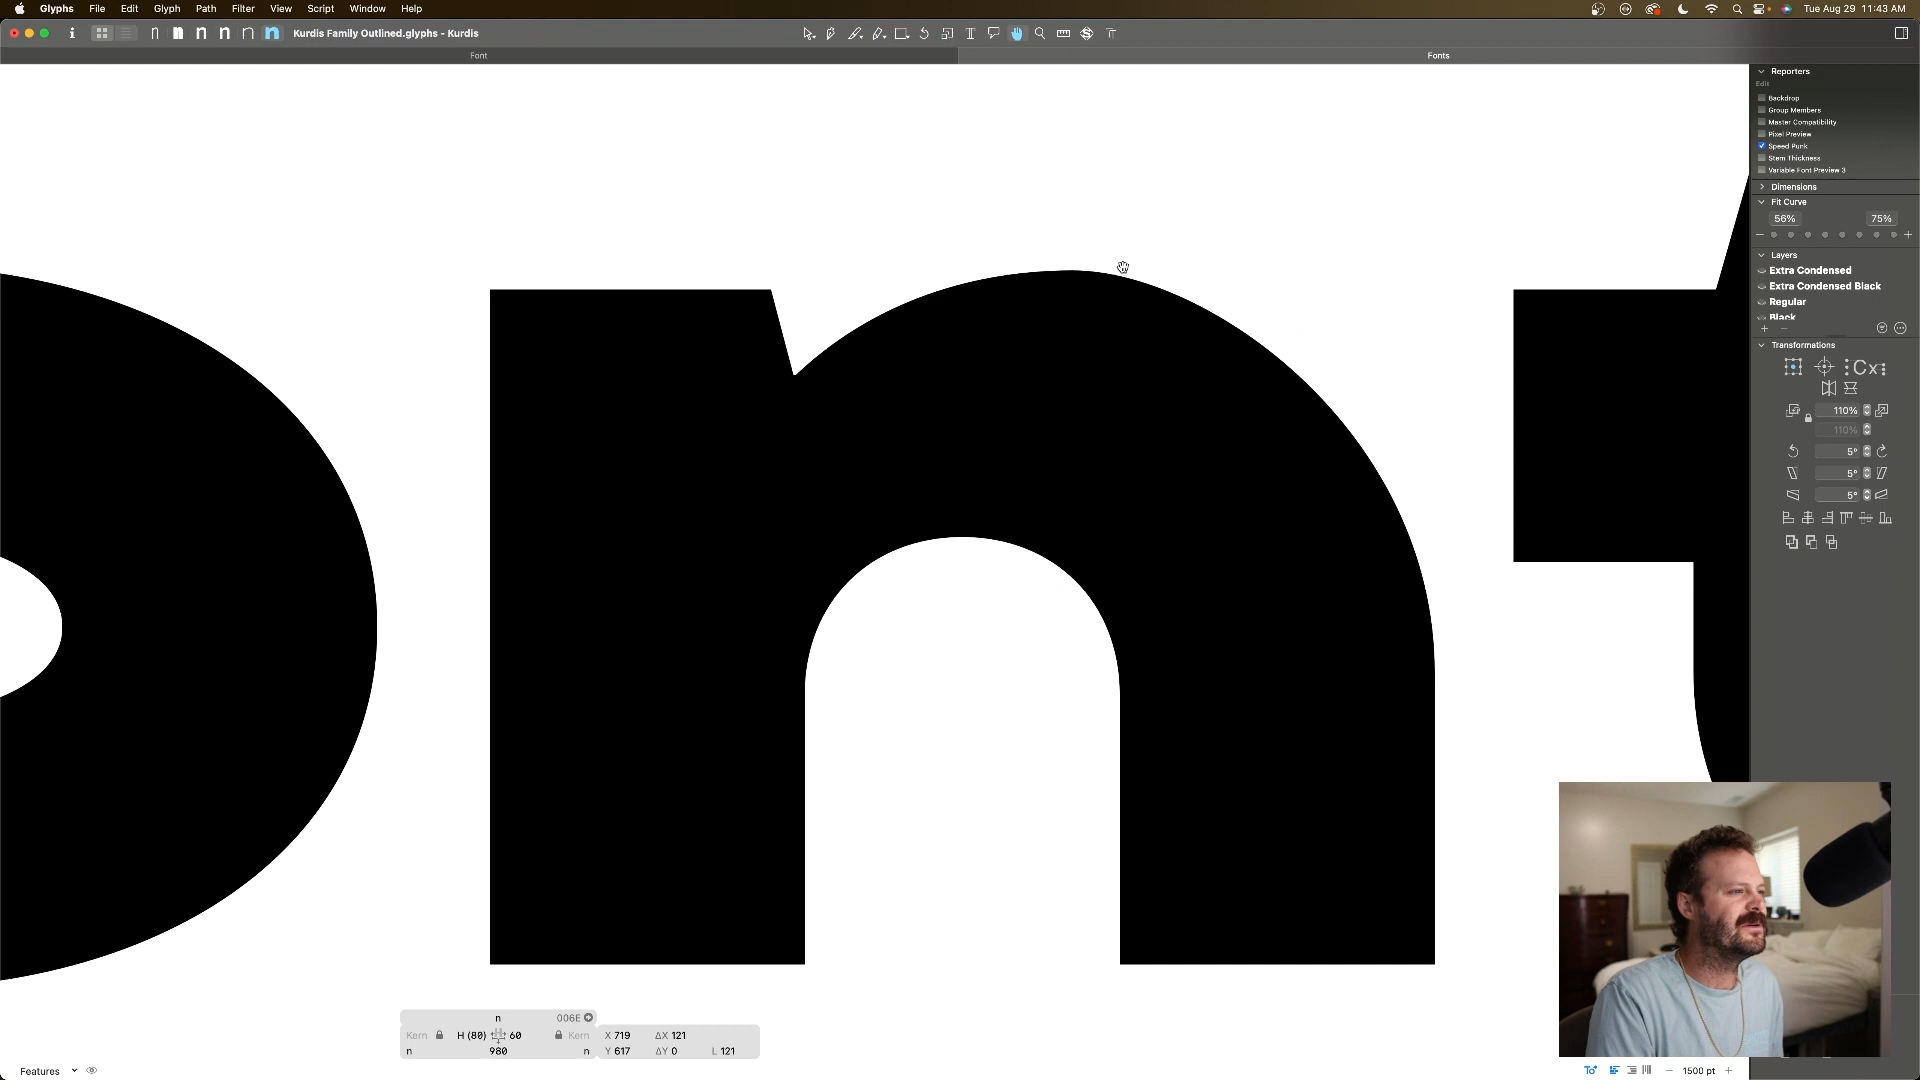 Glyphs File Edit Glyph Path Filter View Script Window Help Tue Aug 29 11:43 AM
n n n n n n Kurdis Family Outlined.glyphs - Kurdis
Font Fonts
Reporters
Edit
Backdrop
Group Members
Master Compatibility
Pixel Preview
Speed Punk
Stem Thickness
Variable Font Preview 3
Dimensions
Fit Curve
56% 75%
Layers
Extra Condensed
Extra Condensed Black
Regular
Black
Transformations
110%
110%
5°
5°
5°
n
n 006E
Kern H (80) 60 Kern X 719 ΔX 121
n 980 n Y 617 ΔY 0 L 121
Features 1500 pt